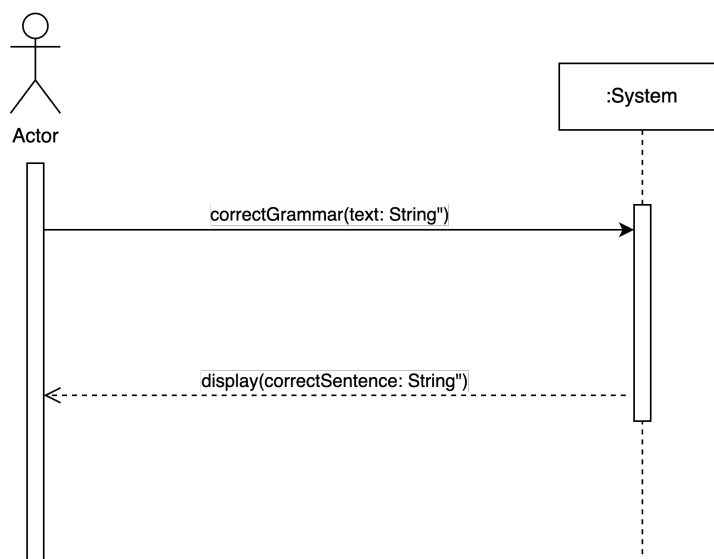 Actor
:System
correctGrammar(text: String")
display(correctSentence: String")